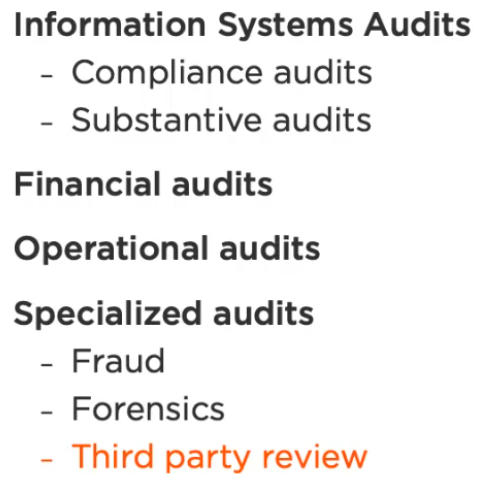 Information Systems Audits
- Compliance audits
- Substantive audits
Financial audits
Operational audits
Specialized audits
- Fraud
- Forensics
- Third party review